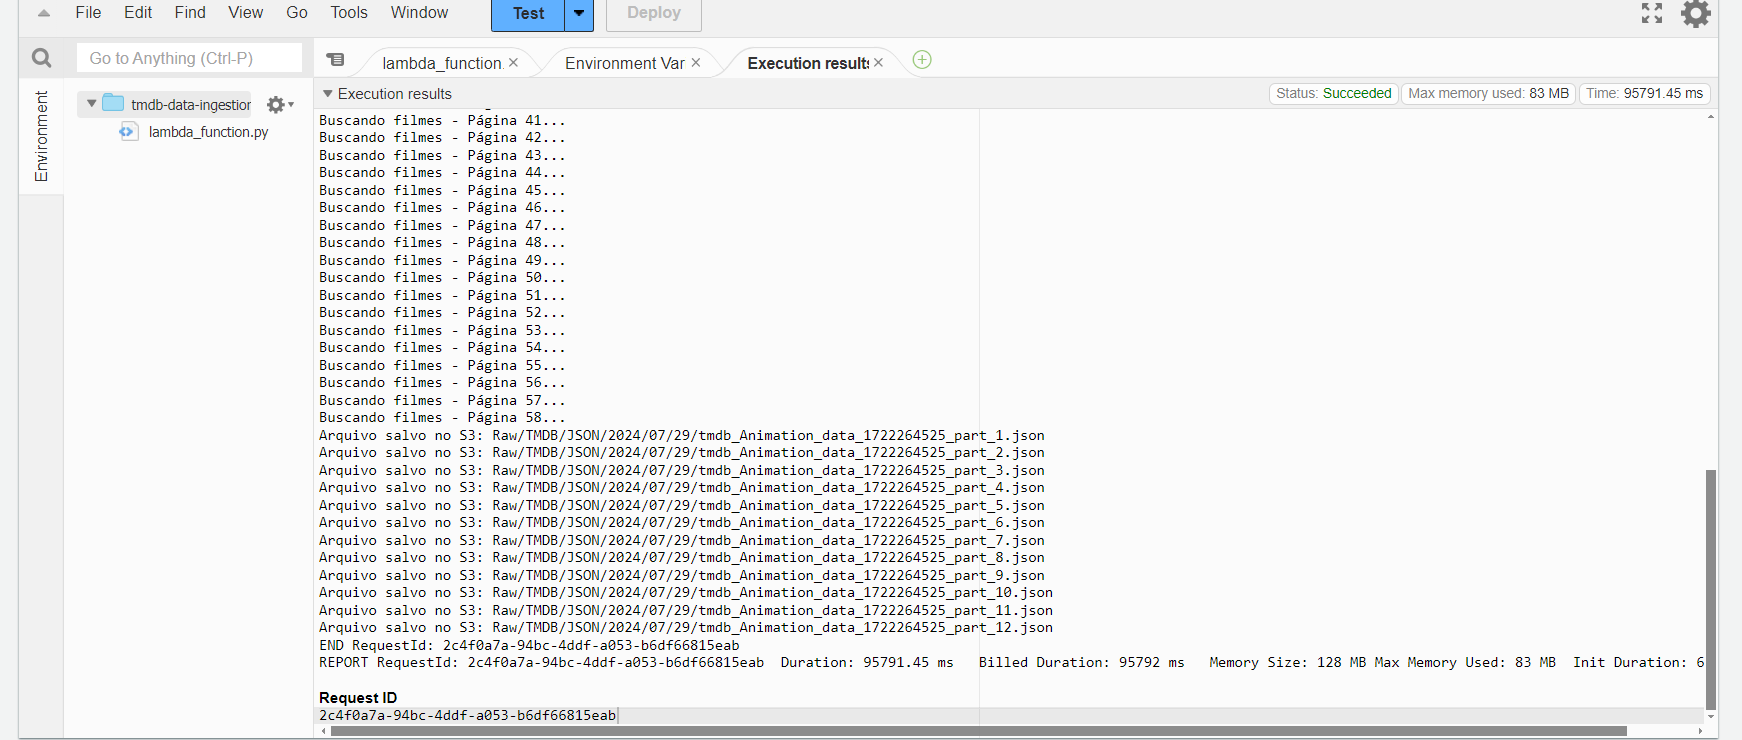 File Edit Find View Go Tools Window Test Deploy
Go to Anything (Ctrl-P)
lambda_function Environment Var Execution results
Environment
tmdb-data-ingestion
lambda_function.py
Execution results Status: Succeeded Max memory used: 83 MB Time: 95791.45 ms
Buscando filmes - Página 41...
Buscando filmes - Página 42...
Buscando filmes - Página 43...
Buscando filmes - Página 44...
Buscando filmes - Página 45...
Buscando filmes - Página 46...
Buscando filmes - Página 47...
Buscando filmes - Página 48...
Buscando filmes - Página 49...
Buscando filmes - Página 50...
Buscando filmes - Página 51...
Buscando filmes - Página 52...
Buscando filmes - Página 53...
Buscando filmes - Página 54...
Buscando filmes - Página 55...
Buscando filmes - Página 56...
Buscando filmes - Página 57...
Buscando filmes - Página 58...
Arquivo salvo no S3: Raw/TMDB/JSON/2024/07/29/tmdb_Animation_data_1722264525_part_1.json
Arquivo salvo no S3: Raw/TMDB/JSON/2024/07/29/tmdb_Animation_data_1722264525_part_2.json
Arquivo salvo no S3: Raw/TMDB/JSON/2024/07/29/tmdb_Animation_data_1722264525_part_3.json
Arquivo salvo no S3: Raw/TMDB/JSON/2024/07/29/tmdb_Animation_data_1722264525_part_4.json
Arquivo salvo no S3: Raw/TMDB/JSON/2024/07/29/tmdb_Animation_data_1722264525_part_5.json
Arquivo salvo no S3: Raw/TMDB/JSON/2024/07/29/tmdb_Animation_data_1722264525_part_6.json
Arquivo salvo no S3: Raw/TMDB/JSON/2024/07/29/tmdb_Animation_data_1722264525_part_7.json
Arquivo salvo no S3: Raw/TMDB/JSON/2024/07/29/tmdb_Animation_data_1722264525_part_8.json
Arquivo salvo no S3: Raw/TMDB/JSON/2024/07/29/tmdb_Animation_data_1722264525_part_9.json
Arquivo salvo no S3: Raw/TMDB/JSON/2024/07/29/tmdb_Animation_data_1722264525_part_10.json
Arquivo salvo no S3: Raw/TMDB/JSON/2024/07/29/tmdb_Animation_data_1722264525_part_11.json
Arquivo salvo no S3: Raw/TMDB/JSON/2024/07/29/tmdb_Animation_data_1722264525_part_12.json
END RequestId: 2c4f0a7a-94bc-4ddf-a053-b6df66815eab
REPORT RequestId: 2c4f0a7a-94bc-4ddf-a053-b6df66815eab Duration: 95791.45 ms Billed Duration: 95792 ms Memory Size: 128 MB Max Memory Used: 83 MB Init Duration: 6
Request ID
2c4f0a7a-94bc-4ddf-a053-b6df66815eab